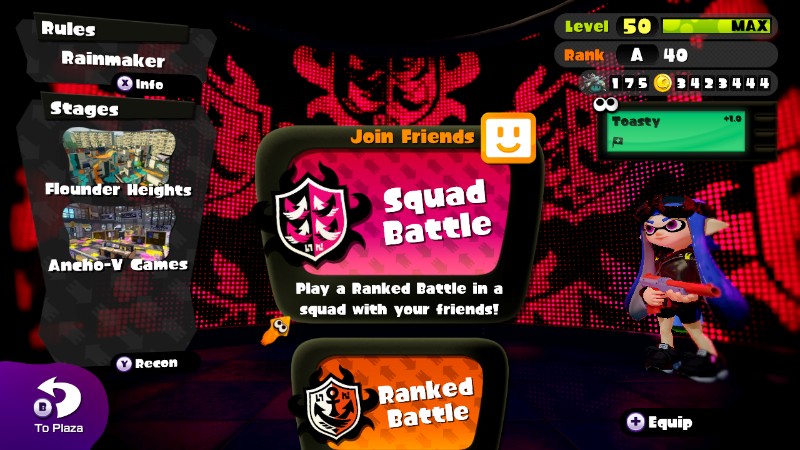 Rules
Rainmaker
X Info
Stages
Flounder Heights
Ancho-V Games
Y Recon
B
To Plaza
Join Friends
Squad
Battle
Play a Ranked Battle in a
squad with your friends!
Ranked
Battle
Level 50 MAX
Rank A 40
175 3423444
Toasty +1.0
+ Equip